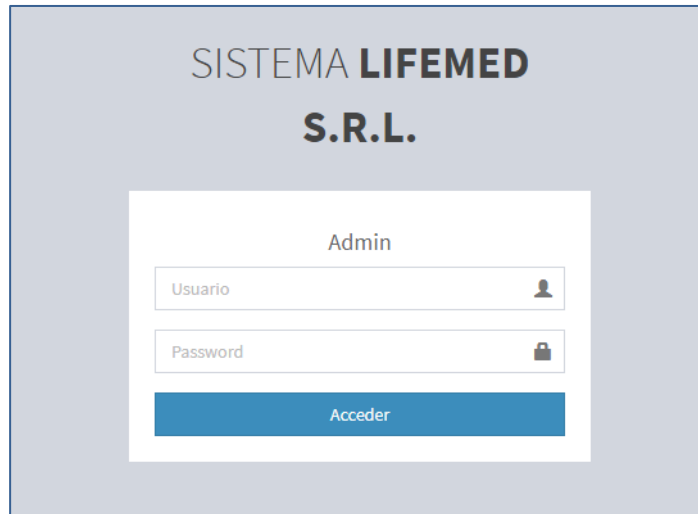 SISTEMA LIFEMED
S.R.L.
Admin
Usuario
Password
Acceder